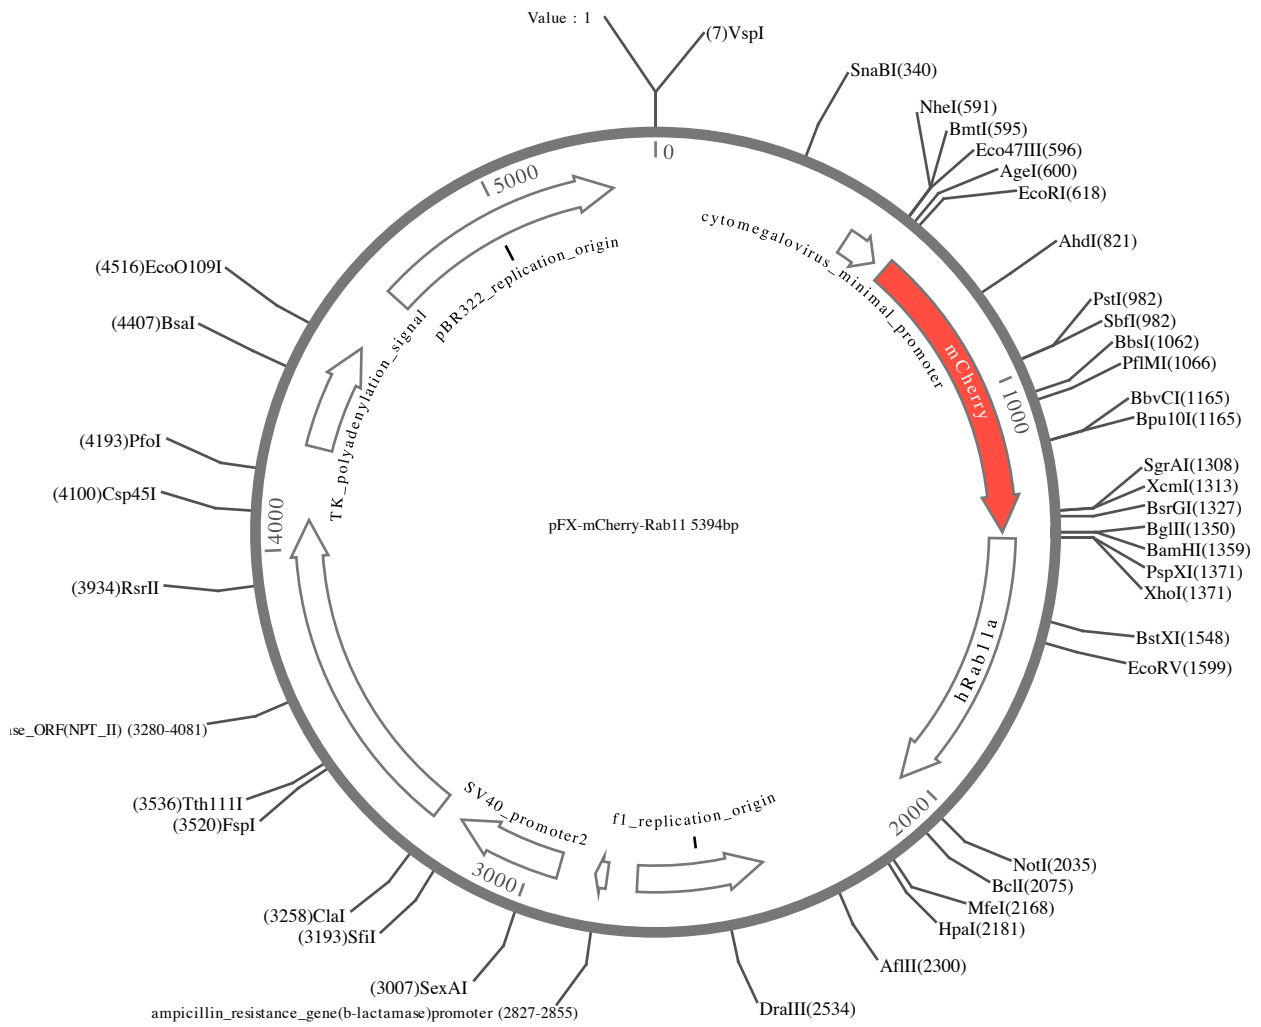 Value : 1
(7)VspI
SnaBI(340)
NheI(591)
BmtI(595)
Eco47III(596)
AgeI(600)
EcoRI(618)
AhdI(821)
PstI(982)
SbfI(982)
BbsI(1062)
PflMI(1066)
BbvCI(1165)
Bpu10I(1165)
SgrAI(1308)
XcmI(1313)
BsrGI(1327)
BglII(1350)
BamHI(1359)
PspXI(1371)
XhoI(1371)
BstXI(1548)
EcoRV(1599)
NotI(2035)
BclI(2075)
MfeI(2168)
HpaI(2181)
AflII(2300)
DraIII(2534)
ampicillin_resistance_gene(b-lactamase)promoter (2827-2855)
(3007)SexAI
(3193)SfiI
(3258)ClaI
(3520)FspI
(3536)Tth111I
se_ORF(NPT_II) (3280-4081)
(3934)RsrII
(4100)Csp45I
(4193)PfoI
(4407)BsaI
(4516)EcoO109I
0
1000
2000
3000
4000
5000
cytomegalovirus_minimal_promoter
mCherry
hRab11a
f1_replication_origin
SV40_promoter2
TK_polyadenylation_signal
pBR322_replication_origin
pFX-mCherry-Rab11 5394bp